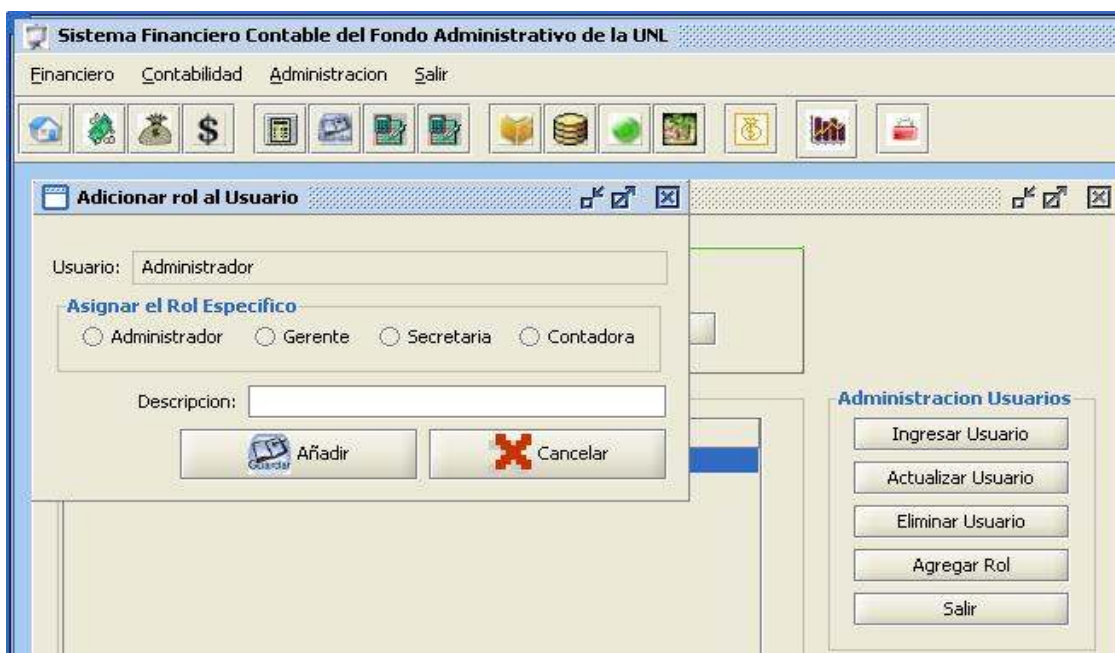 Sistema Financiero Contable del Fondo Administrativo de la UNL
Financiero Contabilidad Administracion Salir
Adicionar rol al Usuario
Usuario: Administrador
Asignar el Rol Especifico
Administrador Gerente Secretaria Contadora
Descripcion:
Guardar Añadir Cancelar
Administracion Usuarios
Ingresar Usuario
Actualizar Usuario
Eliminar Usuario
Agregar Rol
Salir